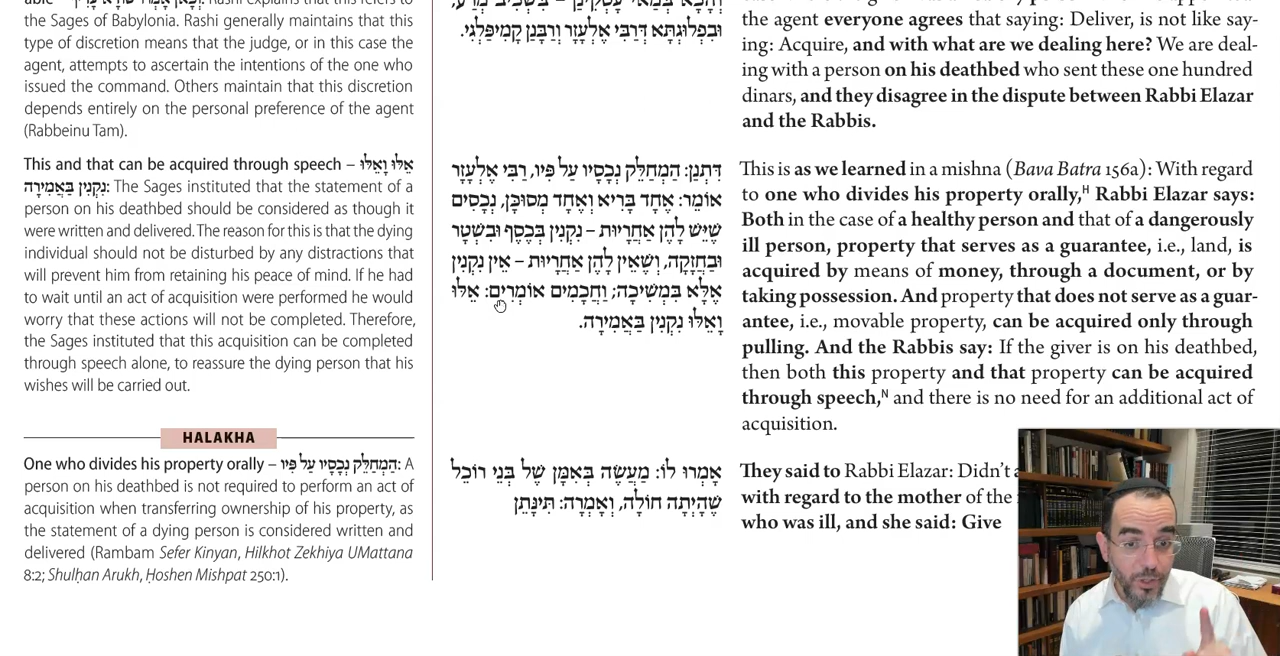 the Sages of Babylonia. Rashi generally maintains that this
type of discretion means that the judge, or in this case the
agent, attempts to ascertain the intentions of the one who
issued the command. Others maintain that this discretion
depends entirely on the personal preference of the agent
(Rabbeinu Tam).
This and that can be acquired through speech – אֵלּוּ וָאֵלּוּ
נִקְנִין בַּאֲמִירָה: The Sages instituted that the statement of a
person on his deathbed should be considered as though it
were written and delivered. The reason for this is that the dying
individual should not be disturbed by any distractions that
will prevent him from retaining his peace of mind. If he had
to wait until an act of acquisition were performed he would
worry that these actions will not be completed. Therefore,
the Sages instituted that this acquisition can be completed
through speech alone, to reassure the dying person that his
wishes will be carried out.
HALAKHA
One who divides his property orally – הַמְחַלֵּק נְכָסָיו עַל פִּיו: A
person on his deathbed is not required to perform an act of
acquisition when transferring ownership of his property, as
the statement of a dying person is considered written and
delivered (Rambam Sefer Kinyan, Hilkhot Zekhiya UMattana
8:2; Shulḥan Arukh, Ḥoshen Mishpat 250:1).
וְהָכָא בְּמַאי עָסְקִינַן – בִּשְׁכִיב מְרַע,
וּבִפְלוּגְתָּא דְּרַבִּי אֶלְעָזָר וְרַבָּנַן קָמִיפַּלְגִי.
דִּתְנַן: הַמְחַלֵּק נְכָסָיו עַל פִּיו, רַבִּי אֶלְעָזָר
אוֹמֵר: אֶחָד בָּרִיא וְאֶחָד מְסוּכָּן, נְכָסִים
שֶׁיֵּשׁ לָהֶן אַחֲרָיוּת – נִקְנִין בְּכֶסֶף וּבִשְׁטָר
וּבַחֲזָקָה, וְשֶׁאֵין לָהֶן אַחֲרָיוּת – אֵין נִקְנִין
אֶלָּא בִּמְשִׁיכָה; וַחֲכָמִים אוֹמְרִים: אֵלּוּ
וָאֵלּוּ נִקְנִין בַּאֲמִירָה.
אָמְרוּ לוֹ: מַעֲשֶׂה בְּאִמָּן שֶׁל בְּנֵי רוֹכֵל
שֶׁהָיְתָה חוֹלָה, וְאָמְרָה: תִּינָּתֵן
the agent everyone agrees that saying: Deliver, is not like say-
ing: Acquire, and with what are we dealing here? We are deal-
ing with a person on his deathbed who sent these one hundred
dinars, and they disagree in the dispute between Rabbi Elazar
and the Rabbis.
This is as we learned in a mishna (Bava Batra 156a): With regard
to one who divides his property orally,ᴴ Rabbi Elazar says:
Both in the case of a healthy person and that of a dangerously
ill person, property that serves as a guarantee, i.e., land, is
acquired by means of money, through a document, or by
taking possession. And property that does not serve as a guar-
antee, i.e., movable property, can be acquired only through
pulling. And the Rabbis say: If the giver is on his deathbed,
then both this property and that property can be acquired
through speech,ᴺ and there is no need for an additional act of
acquisition.
They said to Rabbi Elazar: Didn't
with regard to the mother of the
who was ill, and she said: Give